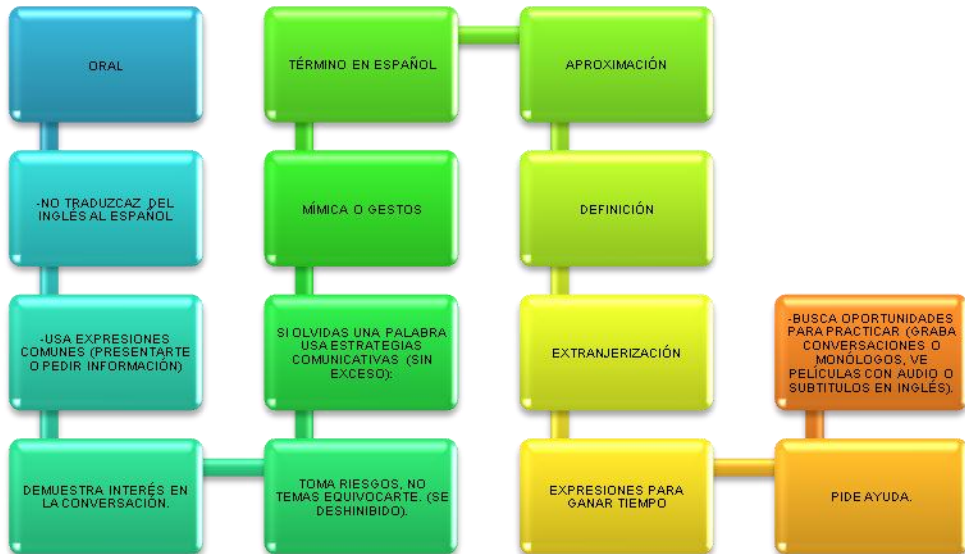 ORAL
-NO TRADUZCAZ DEL
INGLÉS AL ESPAÑOL
-USA EXPRESIONES
COMUNES (PRESENTARTE
O PEDIR INFORMACIÓN)
DEMUESTRA INTERÉS EN
LA CONVERSACIÓN.
TOMA RIESGOS, NO
TEMAS EQUIVOCARTE. (SE
DESHINIBIDO).
SI OLVIDAS UNA PALABRA
USA ESTRATEGIAS
COMUNICATIVAS (SIN
EXCESO):
MÍMICA O GESTOS
TÉRMINO EN ESPAÑOL
APROXIMACIÓN
DEFINICIÓN
EXTRANJERIZACIÓN
EXPRESIONES PARA
GANAR TIEMPO
PIDE AYUDA.
-BUSCA OPORTUNIDADES
PARA PRACTICAR (GRABA
CONVERSACIONES O
MONÓLOGOS, VE
PELÍCULAS CON AUDIO O
SUBTITULOS EN INGLÉS).